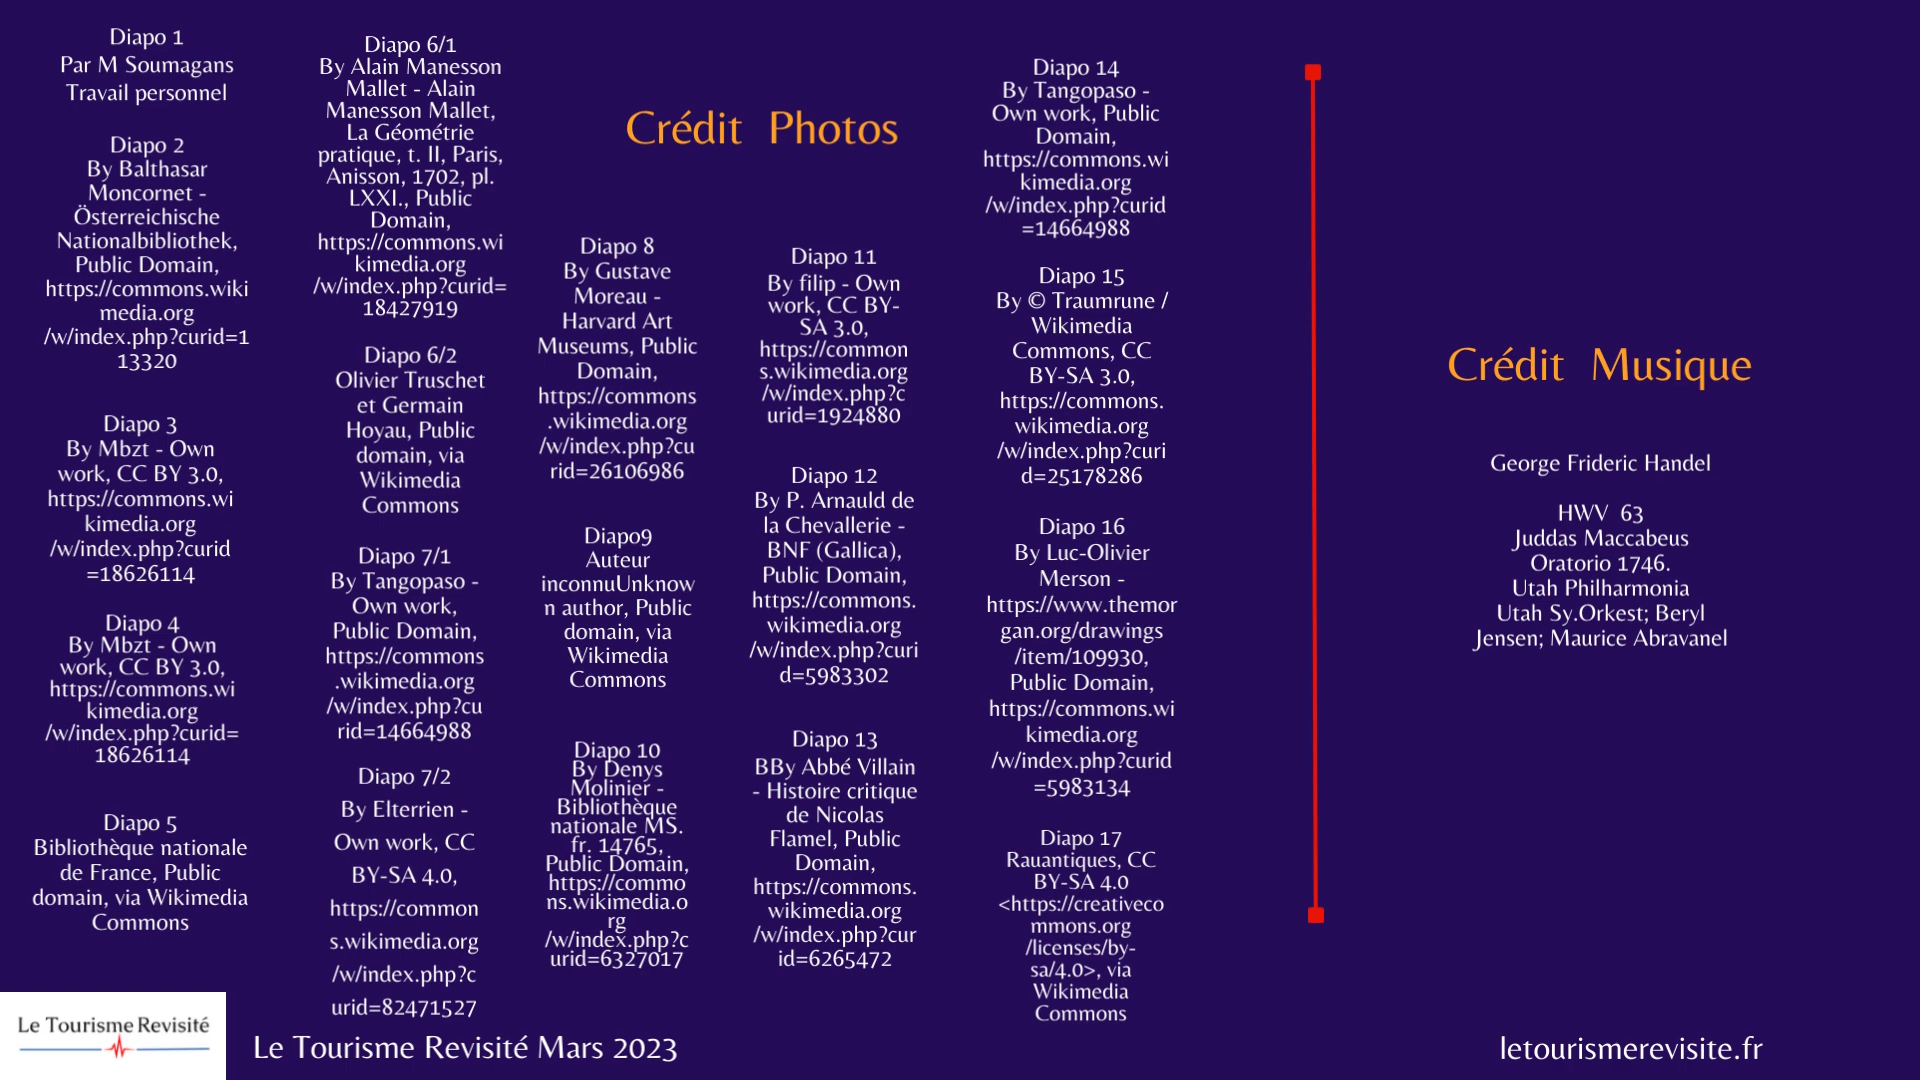 Diapo 1
Par M Soumagans
Travail personnel
Diapo 2
By Balthasar
Moncornet -
Österreichische
Nationalbibliothek,
Public Domain,
https://commons.wiki
media.org
/w/index.php?curid=1
13320
Diapo 3
By Mbzt - Own
work, CC BY 3.0,
https://commons.wi
kimedia.org
/w/index.php?curid
=18626114
Diapo 4
By Mbzt - Own
work, CC BY 3.0,
https://commons.wi
kimedia.org
/w/index.php?curid=
18626114
Diapo 5
Bibliothèque nationale
de France, Public
domain, via Wikimedia
Commons
Diapo 6/1
By Alain Manesson
Mallet - Alain
Manesson Mallet,
La Géométrie
pratique, t. II, Paris,
Anisson, 1702, pl.
LXXI., Public
Domain,
https://commons.wi
kimedia.org
/w/index.php?curid=
18427919
Diapo 6/2
Olivier Truschet
et Germain
Hoyau, Public
domain, via
Wikimedia
Commons
Diapo 7/1
By Tangopaso -
Own work,
Public Domain,
https://commons
.wikimedia.org
/w/index.php?cu
rid=14664988
Diapo 7/2
By Elterrien -
Own work, CC
BY-SA 4.0,
https://common
s.wikimedia.org
/w/index.php?c
urid=82471527
Crédit Photos
Diapo 8
By Gustave
Moreau -
Harvard Art
Museums, Public
Domain,
https://commons
.wikimedia.org
/w/index.php?cu
rid=26106986
Diapo9
Auteur
inconnuUnknow
n author, Public
domain, via
Wikimedia
Commons
Diapo 10
By Denys
Molinier -
Bibliothèque
nationale MS.
fr. 14765,
Public Domain,
https://commo
ns.wikimedia.o
rg
/w/index.php?c
urid=6327017
Diapo 11
By filip - Own
work, CC BY-
SA 3.0,
https://common
s.wikimedia.org
/w/index.php?c
urid=1924880
Diapo 12
By P. Arnauld de
la Chevallerie -
BNF (Gallica),
Public Domain,
https://commons.
wikimedia.org
/w/index.php?curi
d=5983302
Diapo 13
BBy Abbé Villain
- Histoire critique
de Nicolas
Flamel, Public
Domain,
https://commons.
wikimedia.org
/w/index.php?cur
id=6265472
Diapo 14
By Tangopaso -
Own work, Public
Domain,
https://commons.wi
kimedia.org
/w/index.php?curid
=14664988
Diapo 15
By © Traumrune /
Wikimedia
Commons, CC
BY-SA 3.0,
https://commons.
wikimedia.org
/w/index.php?curi
d=25178286
Diapo 16
By Luc-Olivier
Merson -
https://www.themor
gan.org/drawings
/item/109930,
Public Domain,
https://commons.wi
kimedia.org
/w/index.php?curid
=5983134
Diapo 17
Rauantiques, CC
BY-SA 4.0
<https://creativeco
mmons.org
/licenses/by-
sa/4.0>, via
Wikimedia
Commons
Crédit Musique
George Frideric Handel
HWV 63
Juddas Maccabeus
Oratorio 1746.
Utah Philharmonia
Utah Sy.Orkest; Beryl
Jensen; Maurice Abravanel
Le Tourisme Revisité
Le Tourisme Revisité Mars 2023
letourismerevisite.fr